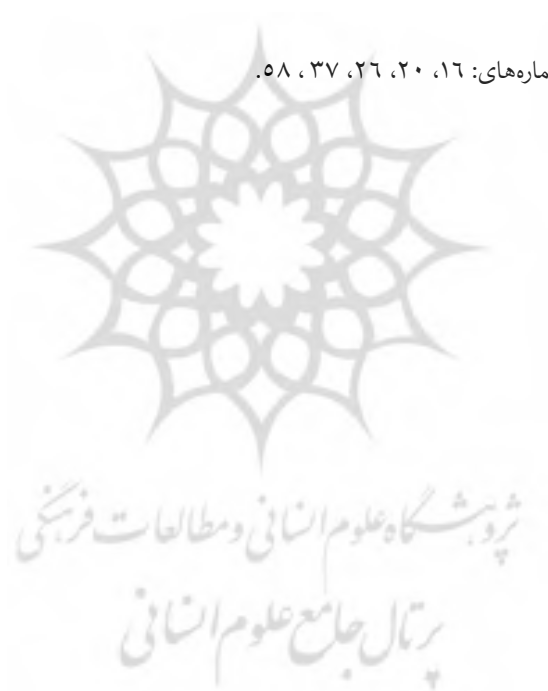 ماره‌های: ۱۶، ۲۰، ۲۶، ۳۷، ۵۸.
پژوهشگاه علوم انسانی و مطالعات فرهنگی
پرتال جامع علوم انسانی